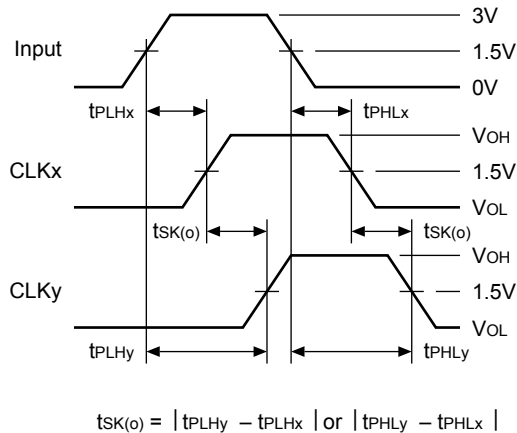 3V
Input
1.5V
0V
tPLHx
tPHLx
VOH
CLKx
1.5V
VOL
tSK(o)
tSK(o)
VOH
CLKy
1.5V
VOL
tPLHy
tPHLy
tSK(o) = | tPLHy – tPLHx | or | tPHLy – tPHLx |